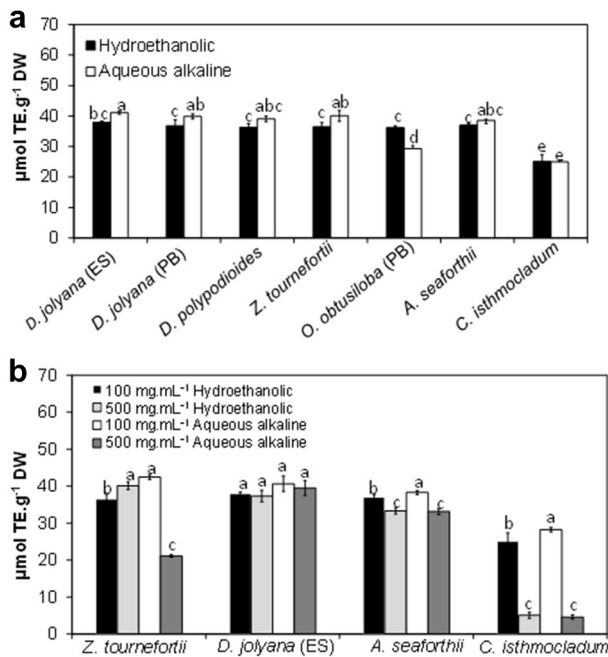 a
70
60
50
40
30
20
10
0
µmol TE.g⁻¹ DW
Hydroethanolic
Aqueous alkaline
bc a c ab c abc c ab c d c abc e e
D. jolyana (ES)
D. jolyana (PB)
D. polypodioides
Z. tournefortii
O. obtusiloba (PB)
A. seaforthii
C. isthmocladum
b
70
60
50
40
30
20
10
0
µmol TE.g⁻¹ DW
100 mg.mL⁻¹ Hydroethanolic
500 mg.mL⁻¹ Hydroethanolic
100 mg.mL⁻¹ Aqueous alkaline
500 mg.mL⁻¹ Aqueous alkaline
b a a c a a a a b c a c b c a c
Z. tournefortii D. jolyana (ES) A. seaforthii C. isthmocladum